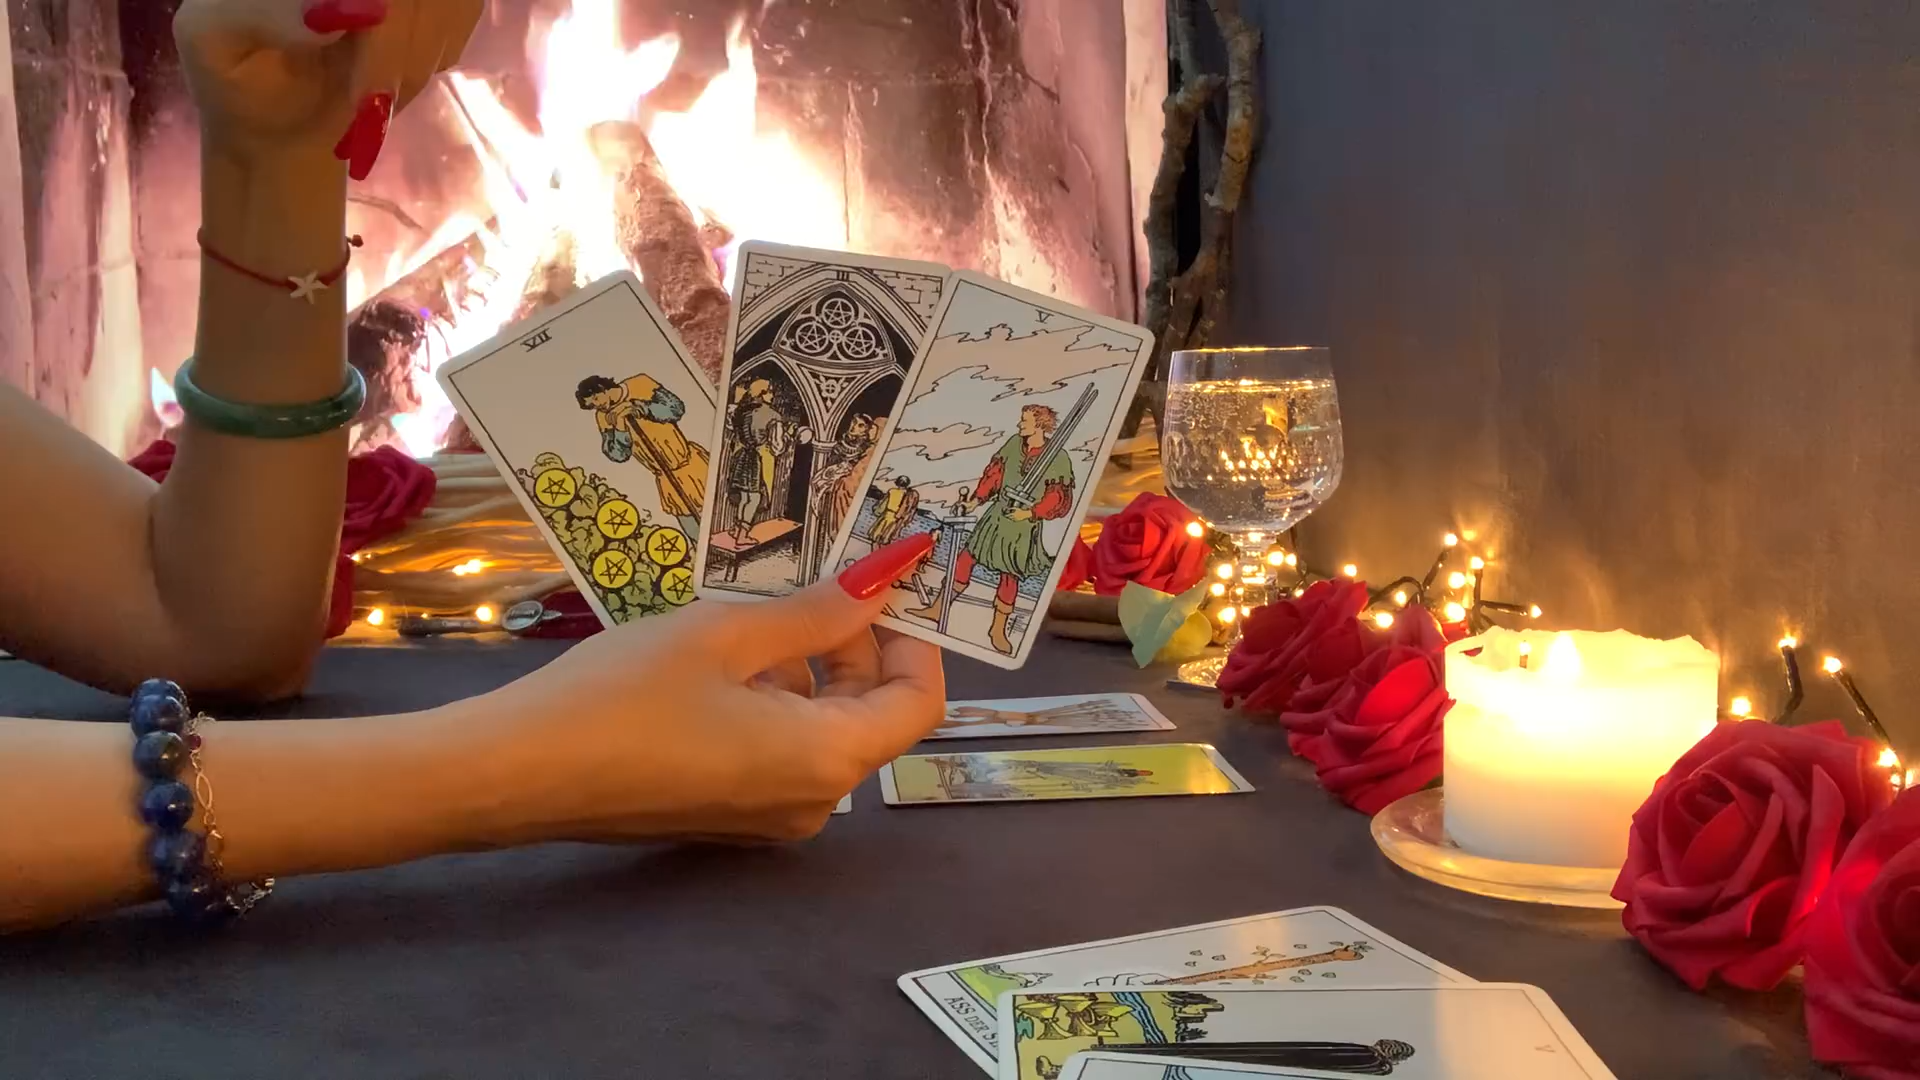 VII
III
V
ASS DER S
V